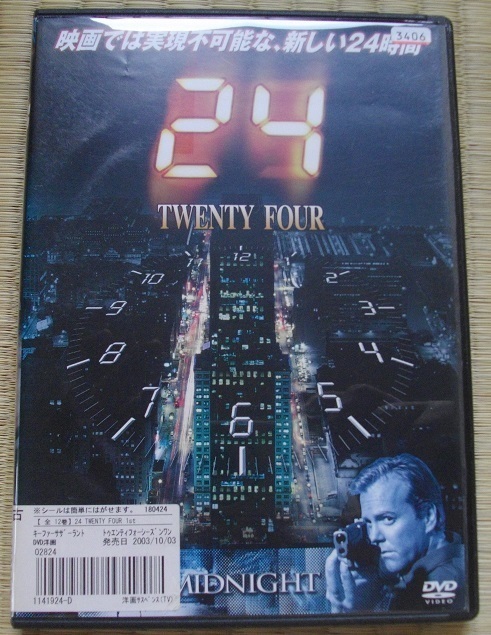 映画では実現不可能な、新しい24時間
3406
24
TWENTY FOUR
12
10
2
9
3
8
4
7
5
6
※シールは簡単にはがせます。 180424
古
【 全 12巻】24 TWENTY FOUR 1st
キーファーサザーランド トゥエンティフォーシーズンワン
DVD洋画 発売日 2003/10/03
02824
1141924-D 洋画サスペンス(TV)
MIDNIGHT
DVD
VIDEO